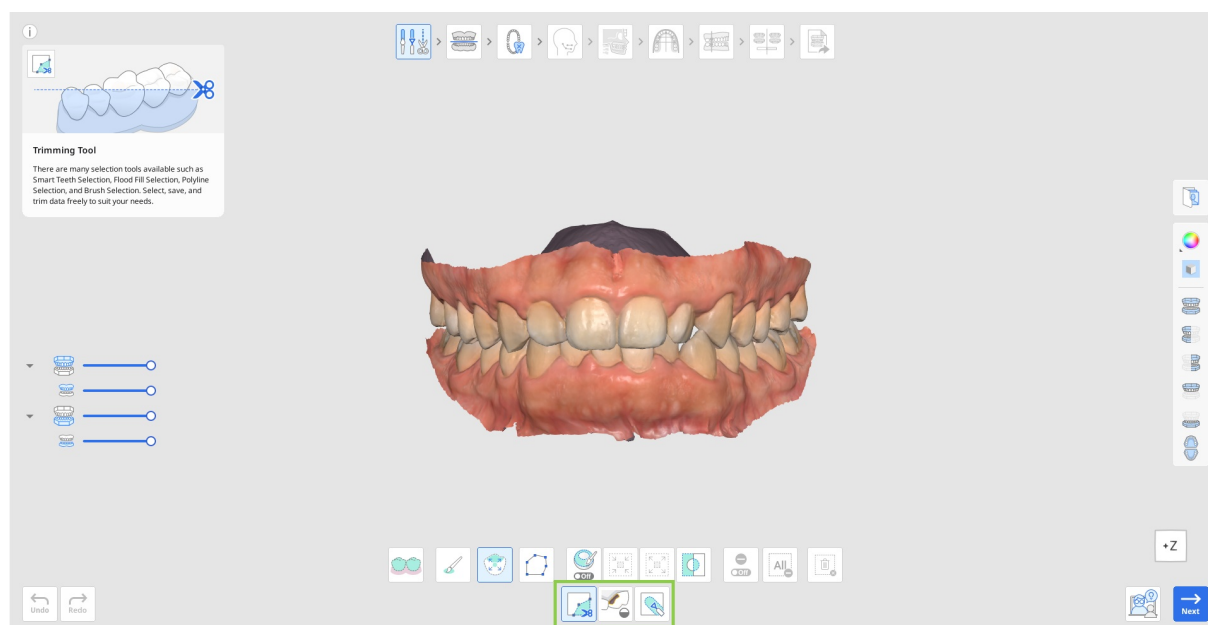 Trimming Tool
There are many selection tools available such as
Smart Teeth Selection, Flood Fill Selection, Polyline
Selection, and Brush Selection. Select, save, and
trim data freely to suit your needs.
+Z
Off
Off
All
Undo
Redo
Next